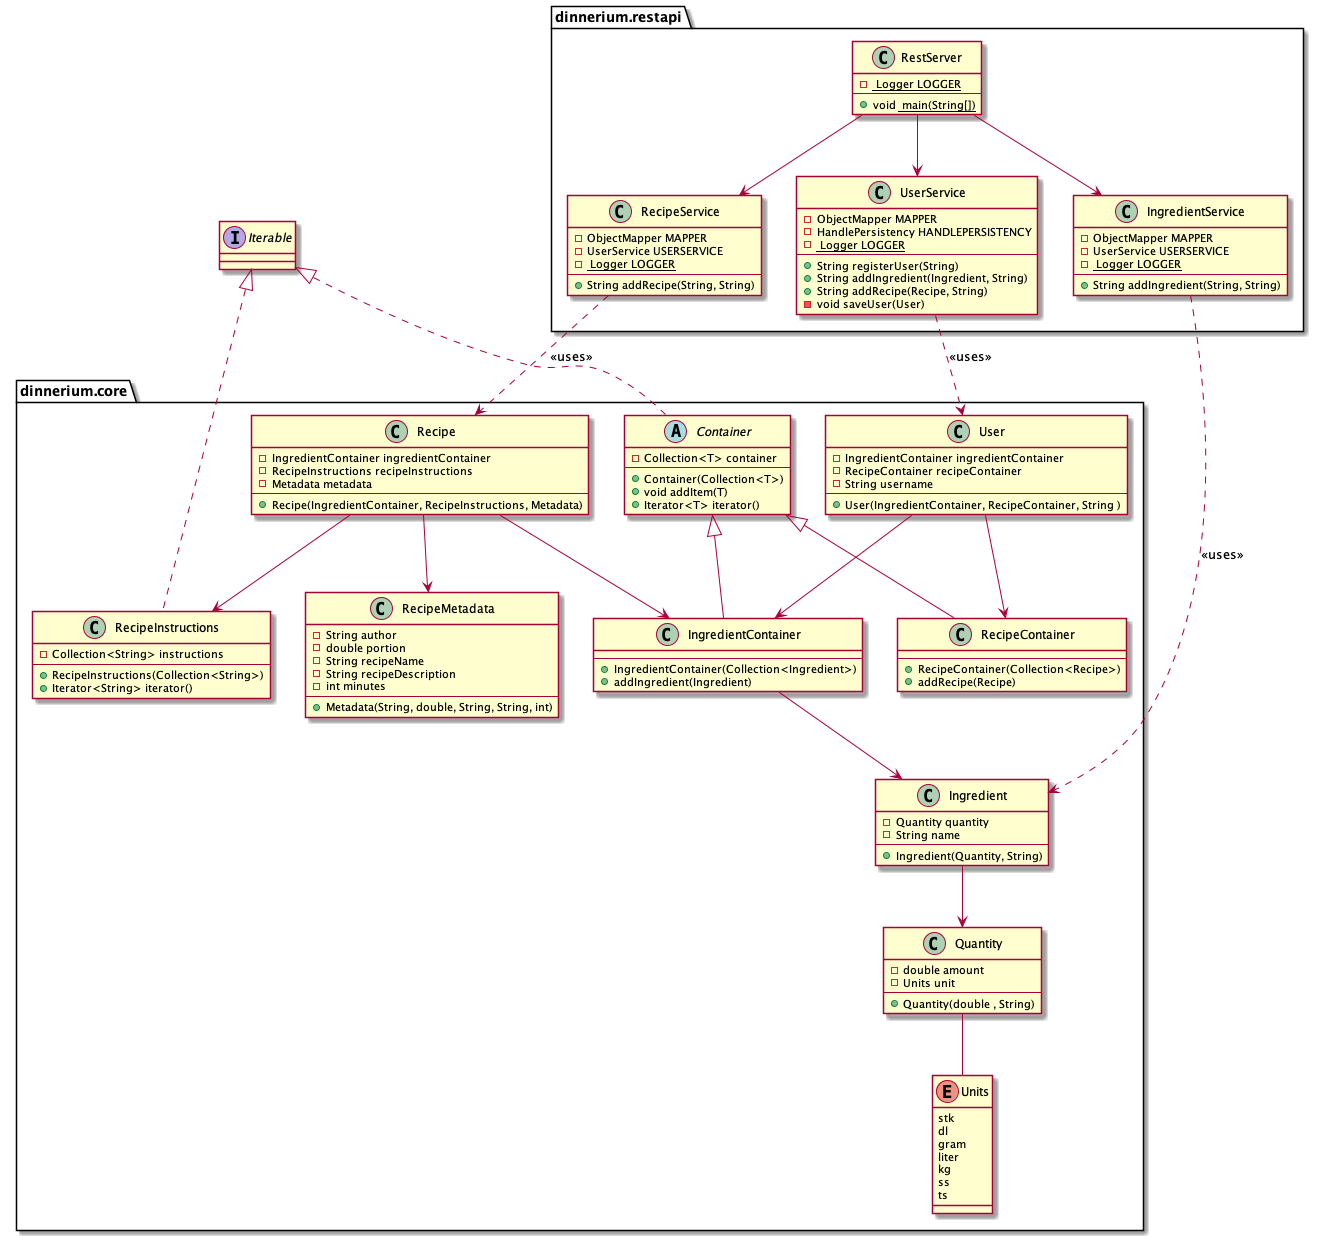 dinnerium.restapi
C RestServer
Logger LOGGER
void main(String[])
C RecipeService
ObjectMapper MAPPER
UserService USERSERVICE
Logger LOGGER
String addRecipe(String, String)
C UserService
ObjectMapper MAPPER
HandlePersistency HANDLEPERSISTENCY
Logger LOGGER
String registerUser(String)
String addIngredient(Ingredient, String)
String addRecipe(Recipe, String)
void saveUser(User)
C IngredientService
ObjectMapper MAPPER
UserService USERSERVICE
Logger LOGGER
String addIngredient(String, String)
I Iterable
«uses»
«uses»
«uses»
dinnerium.core
C Recipe
IngredientContainer ingredientContainer
RecipeInstructions recipeInstructions
Metadata metadata
Recipe(IngredientContainer, RecipeInstructions, Metadata)
A Container
Collection<T> container
Container(Collection<T>)
void addItem(T)
Iterator<T> iterator()
C User
IngredientContainer ingredientContainer
RecipeContainer recipeContainer
String username
User(IngredientContainer, RecipeContainer, String )
C RecipeInstructions
Collection<String> instructions
RecipeInstructions(Collection<String>)
Iterator<String> iterator()
C RecipeMetadata
String author
double portion
String recipeName
String recipeDescription
int minutes
Metadata(String, double, String, String, int)
C IngredientContainer
IngredientContainer(Collection<Ingredient>)
addIngredient(Ingredient)
C RecipeContainer
RecipeContainer(Collection<Recipe>)
addRecipe(Recipe)
C Ingredient
Quantity quantity
String name
Ingredient(Quantity, String)
C Quantity
double amount
Units unit
Quantity(double , String)
E Units
stk
dl
gram
liter
kg
ss
ts